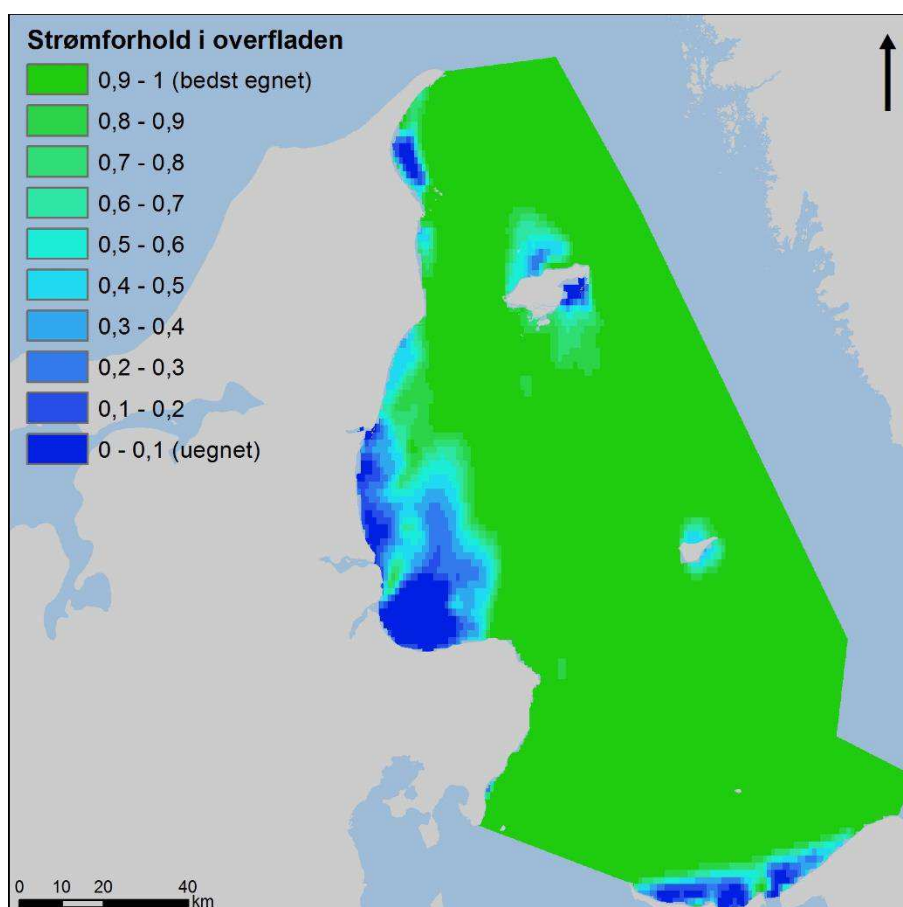 Strømforhold i overfladen
0,9 - 1 (bedst egnet)
0,8 - 0,9
0,7 - 0,8
0,6 - 0,7
0,5 - 0,6
0,4 - 0,5
0,3 - 0,4
0,2 - 0,3
0,1 - 0,2
0 - 0,1 (uegnet)
0 10 20 40
km